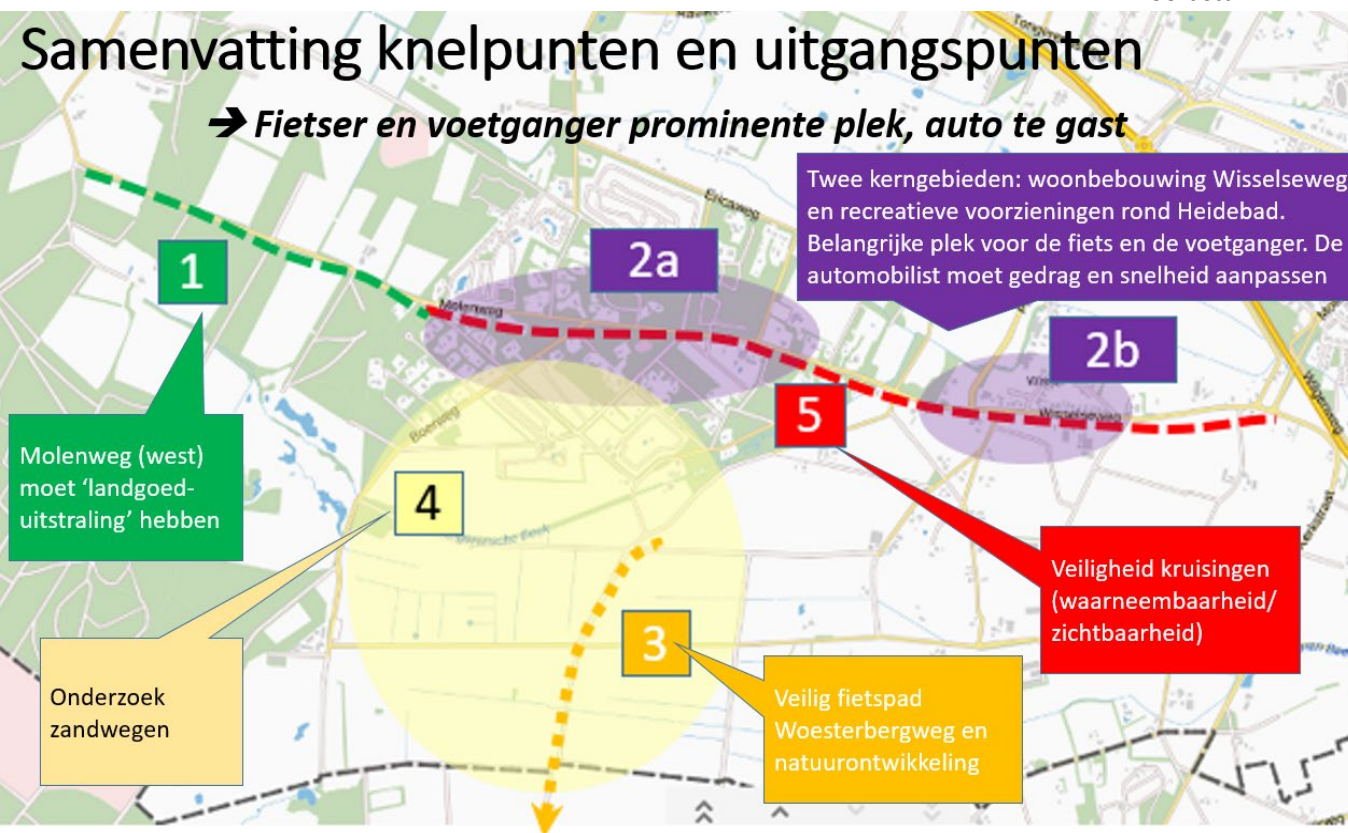 Samenvatting knelpunten en uitgangspunten
➔ Fietser en voetganger prominente plek, auto te gast
Twee kerngebieden: woonbebouwing Wisselseweg
en recreatieve voorzieningen rond Heidebad.
Belangrijke plek voor de fiets en de voetganger. De
automobilist moet gedrag en snelheid aanpassen
Ericaweg
2a
1
Molenweg
2b
5
Wisselseweg
Boerweg
Molenweg (west)
moet ‘landgoed-
uitstraling’ hebben
4
Veiligheid kruisingen
(waarneembaarheid/
zichtbaarheid)
3
Onderzoek
zandwegen
Veilig fietspad
Woesterbergweg en
natuurontwikkeling